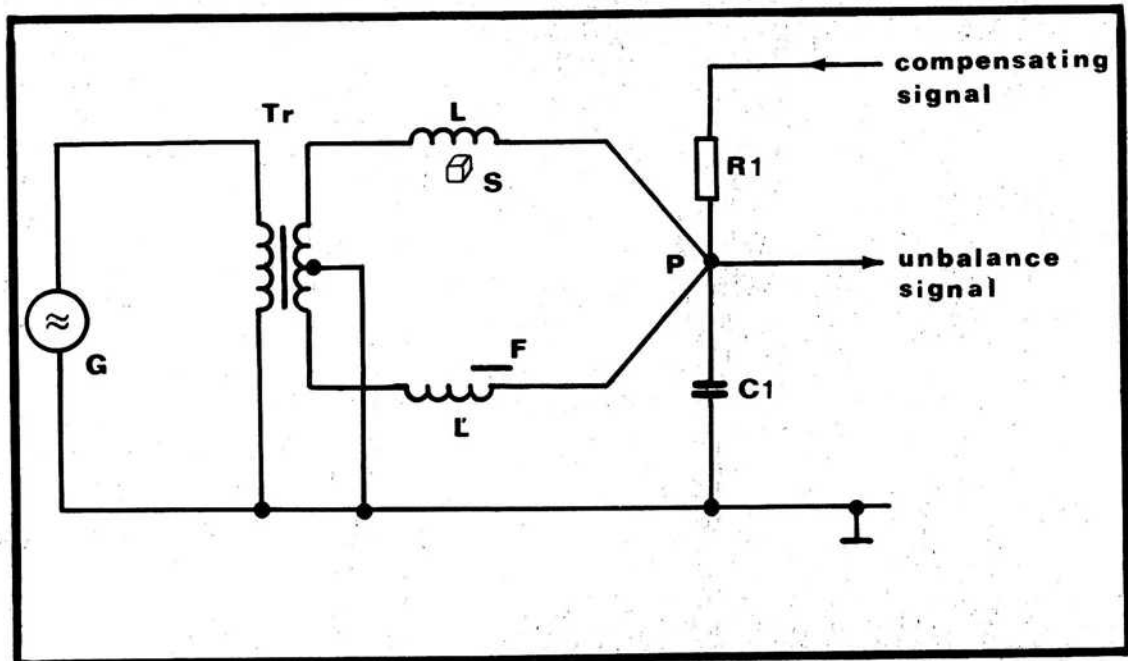 compensating
signal
Tr
L
S
R1
P
unbalance
signal
G
F
L'
C1